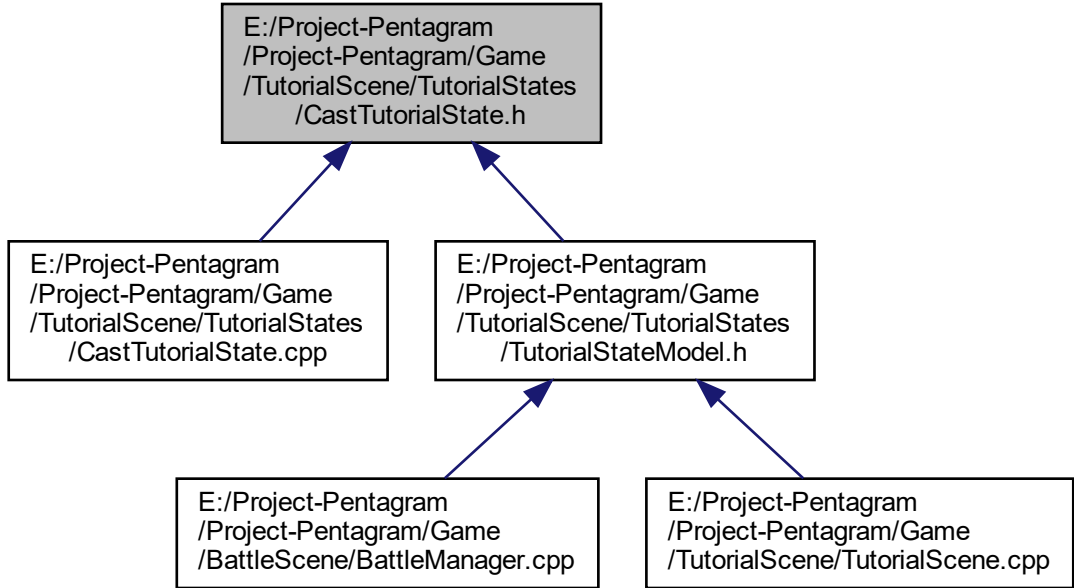 E:/Project-Pentagram
/Project-Pentagram/Game
/TutorialScene/TutorialStates
/CastTutorialState.h
E:/Project-Pentagram
/Project-Pentagram/Game
/TutorialScene/TutorialStates
/CastTutorialState.cpp
E:/Project-Pentagram
/Project-Pentagram/Game
/TutorialScene/TutorialStates
/TutorialStateModel.h
E:/Project-Pentagram
/Project-Pentagram/Game
/BattleScene/BattleManager.cpp
E:/Project-Pentagram
/Project-Pentagram/Game
/TutorialScene/TutorialScene.cpp